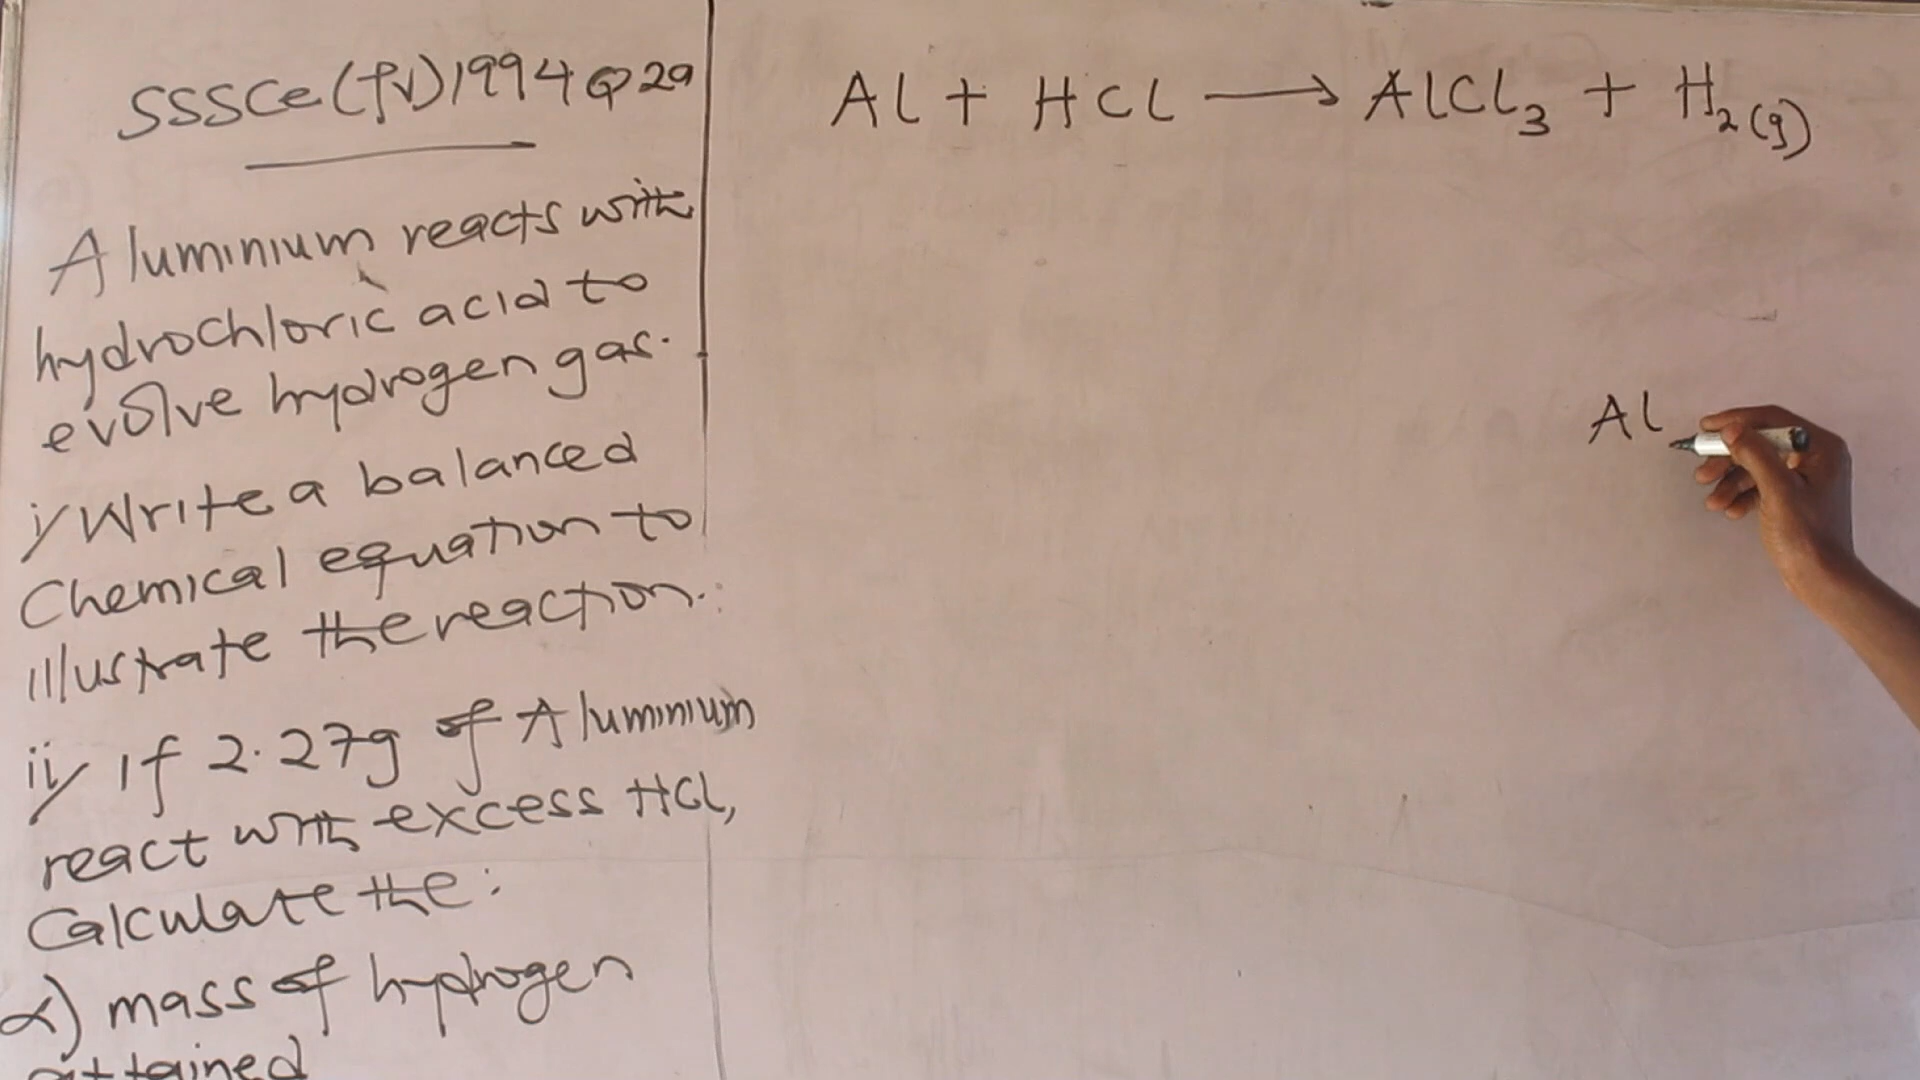 SSSCe (PV) 1994 Q29
Aluminium reacts with
hydrochloric acid to
evolve hydrogen gas.
i/ Write a balanced
Chemical equation to
illustrate the reaction.
ii/ If 2.27g of Aluminium
react with excess HCl,
Calculate the:
α) mass of hydrogen
attained
Al + HCl → AlCl₃ + H₂(g)
Al